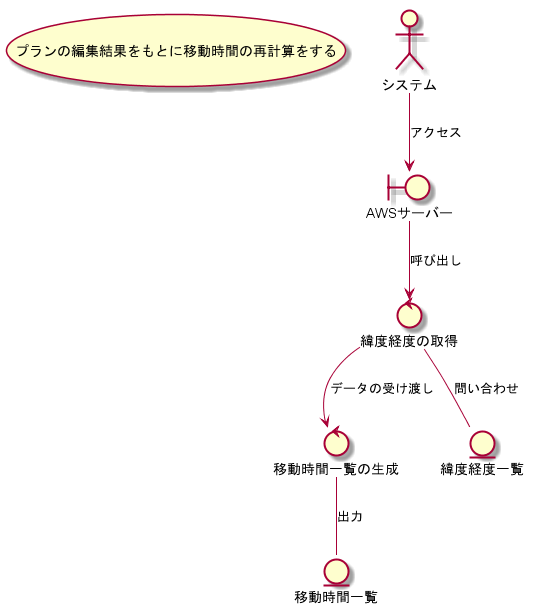 プランの編集結果をもとに移動時間の再計算をする
システム
アクセス
AWSサーバー
呼び出し
緯度経度の取得
データの受け渡し
問い合わせ
移動時間一覧の生成
緯度経度一覧
出力
移動時間一覧